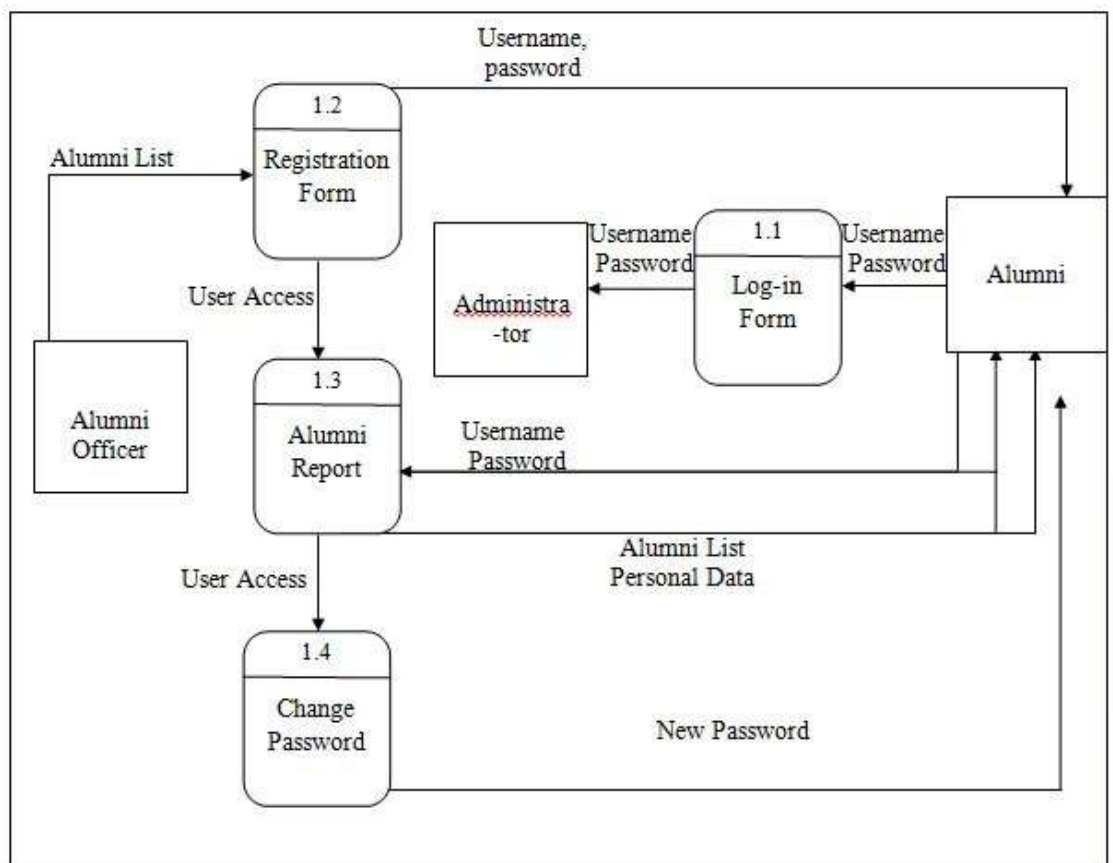 Username,
password
1.2
Registration
Form
Alumni List
Username
Password
1.1
Log-in
Form
Username
Password
Alumni
Administra
-tor
User Access
Alumni
Officer
1.3
Alumni
Report
Username
Password
Alumni List
Personal Data
User Access
1.4
Change
Password
New Password